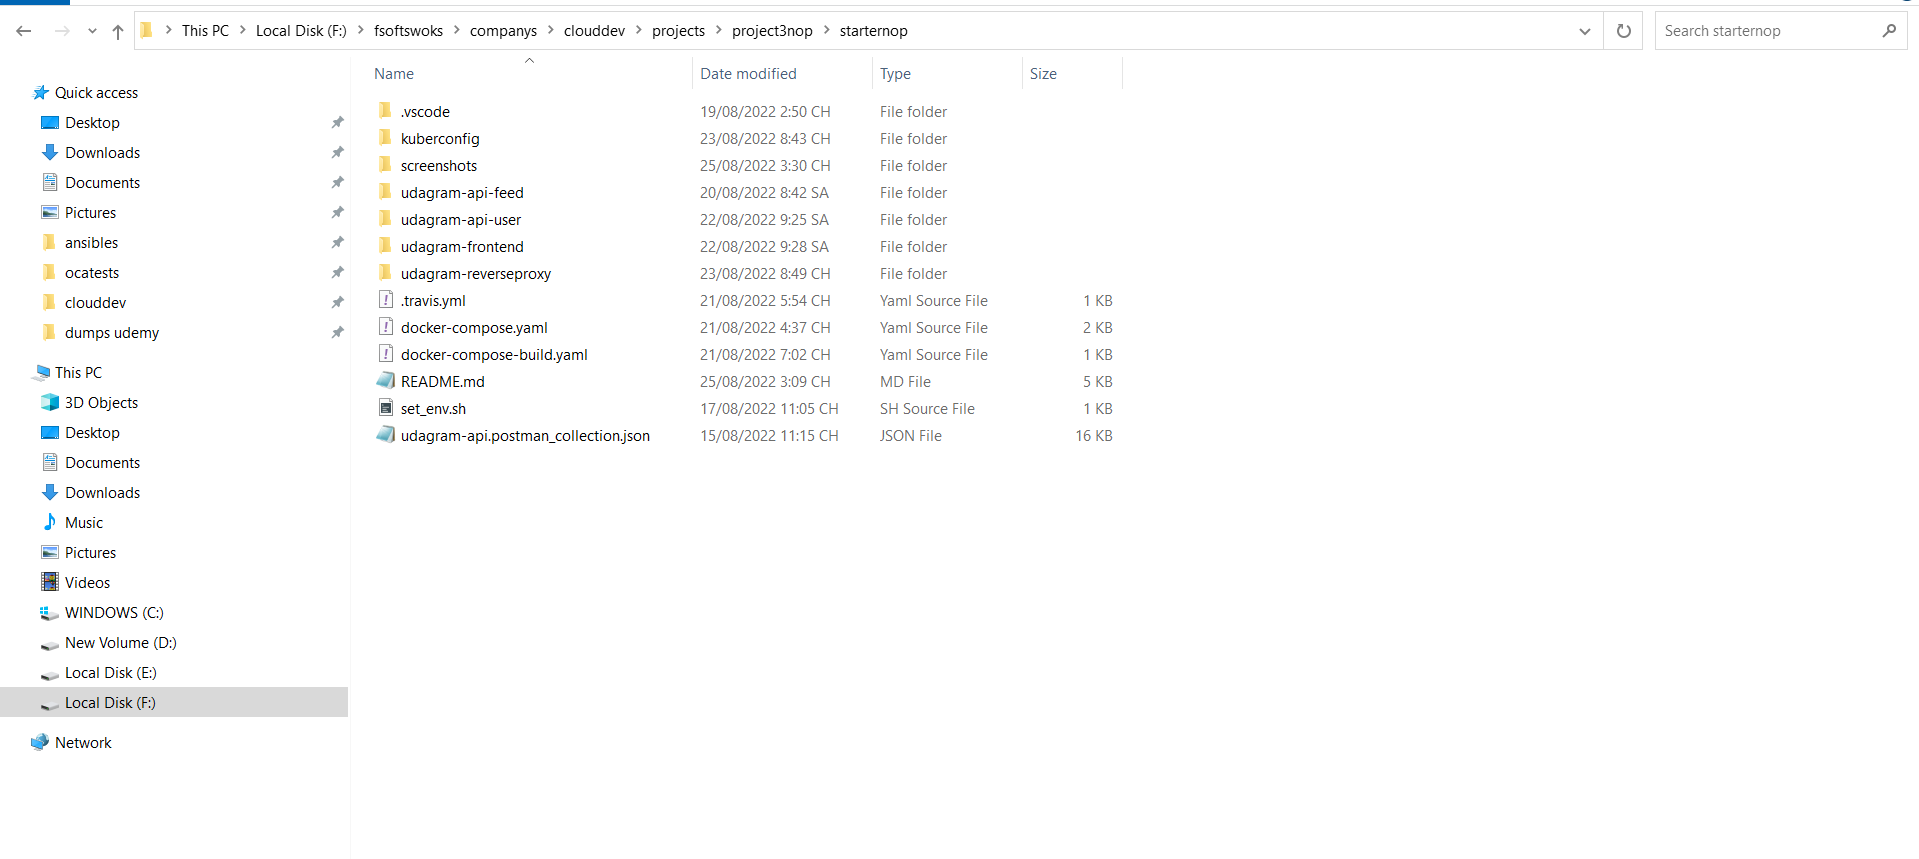 This PC > Local Disk (F:) > fsoftswoks > companys > clouddev > projects > project3nop > starternop
Search starternop
Quick access
Desktop
Downloads
Documents
Pictures
ansibles
ocatests
clouddev
dumps udemy
This PC
3D Objects
Desktop
Documents
Downloads
Music
Pictures
Videos
WINDOWS (C:)
New Volume (D:)
Local Disk (E:)
Local Disk (F:)
Network
Name Date modified Type Size
.vscode 19/08/2022 2:50 CH File folder
kuberconfig 23/08/2022 8:43 CH File folder
screenshots 25/08/2022 3:30 CH File folder
udagram-api-feed 20/08/2022 8:42 SA File folder
udagram-api-user 22/08/2022 9:25 SA File folder
udagram-frontend 22/08/2022 9:28 SA File folder
udagram-reverseproxy 23/08/2022 8:49 CH File folder
.travis.yml 21/08/2022 5:54 CH Yaml Source File 1 KB
docker-compose.yaml 21/08/2022 4:37 CH Yaml Source File 2 KB
docker-compose-build.yaml 21/08/2022 7:02 CH Yaml Source File 1 KB
README.md 25/08/2022 3:09 CH MD File 5 KB
set_env.sh 17/08/2022 11:05 CH SH Source File 1 KB
udagram-api.postman_collection.json 15/08/2022 11:15 CH JSON File 16 KB